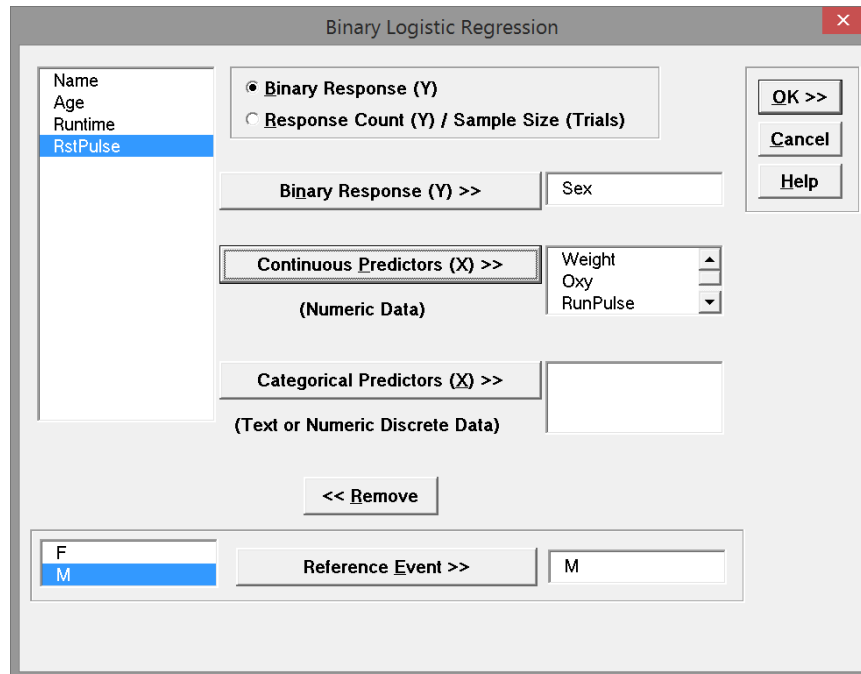 Binary Logistic Regression
Name
Age
Runtime
RstPulse
Binary Response (Y)
Response Count (Y) / Sample Size (Trials)
OK >>
Cancel
Help
Binary Response (Y) >>
Sex
Continuous Predictors (X) >>
(Numeric Data)
Weight
Oxy
RunPulse
Categorical Predictors (X) >>
(Text or Numeric Discrete Data)
<< Remove
F
M
Reference Event >>
M